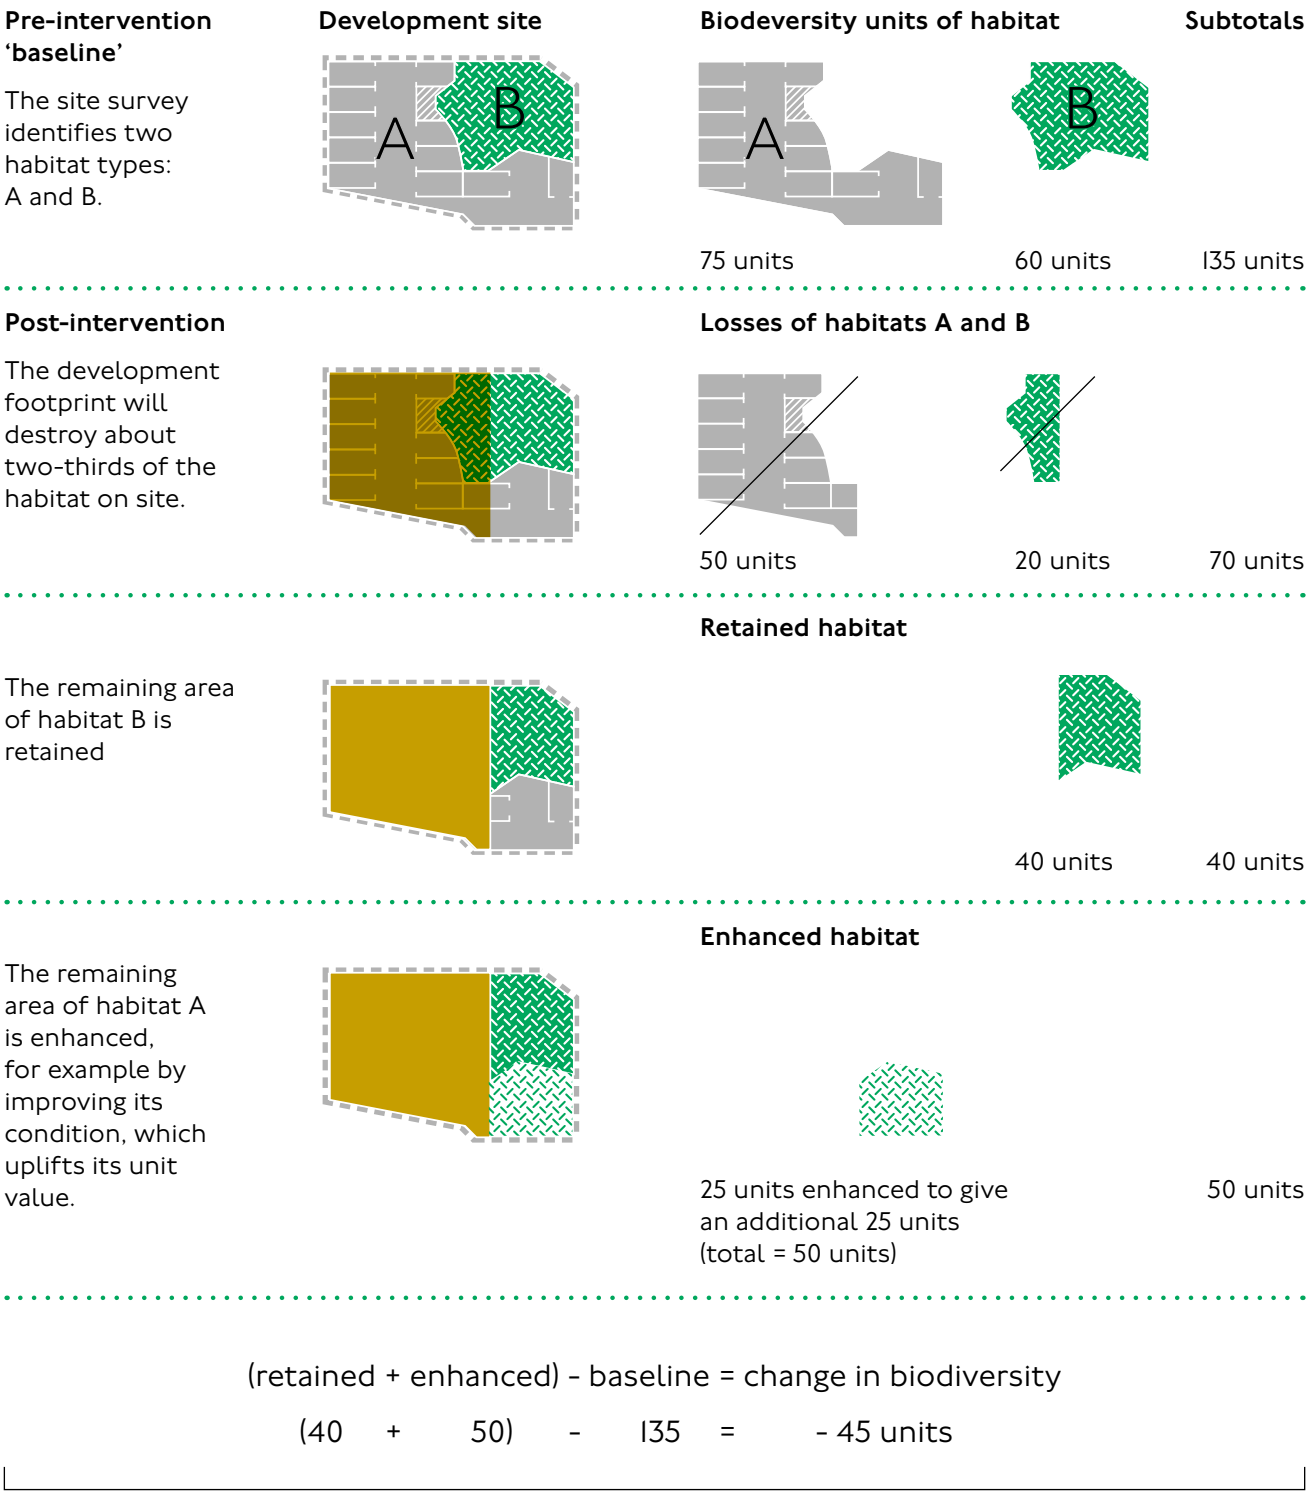 Pre-intervention
‘baseline’
Development site
Biodeversity units of habitat
Subtotals
The site survey
identifies two
habitat types:
A and B.
A
B
A
B
75 units
60 units
135 units
Post-intervention
Losses of habitats A and B
The development
footprint will
destroy about
two-thirds of the
habitat on site.
50 units
20 units
70 units
Retained habitat
The remaining area
of habitat B is
retained
40 units
40 units
Enhanced habitat
The remaining
area of habitat A
is enhanced,
for example by
improving its
condition, which
uplifts its unit
value.
25 units enhanced to give
an additional 25 units
(total = 50 units)
50 units
(retained + enhanced) - baseline = change in biodiversity
(40 + 50) - 135 = - 45 units